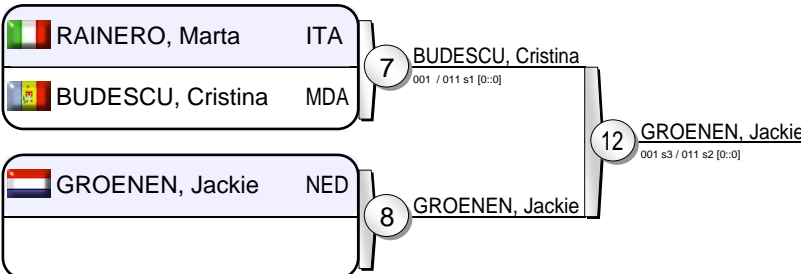 RAINERO, Marta ITA
BUDESCU, Cristina MDA
7
BUDESCU, Cristina
001 / 011 s1 [0::0]
GROENEN, Jackie NED
8
GROENEN, Jackie
12
GROENEN, Jackie
001 s3 / 011 s2 [0::0]